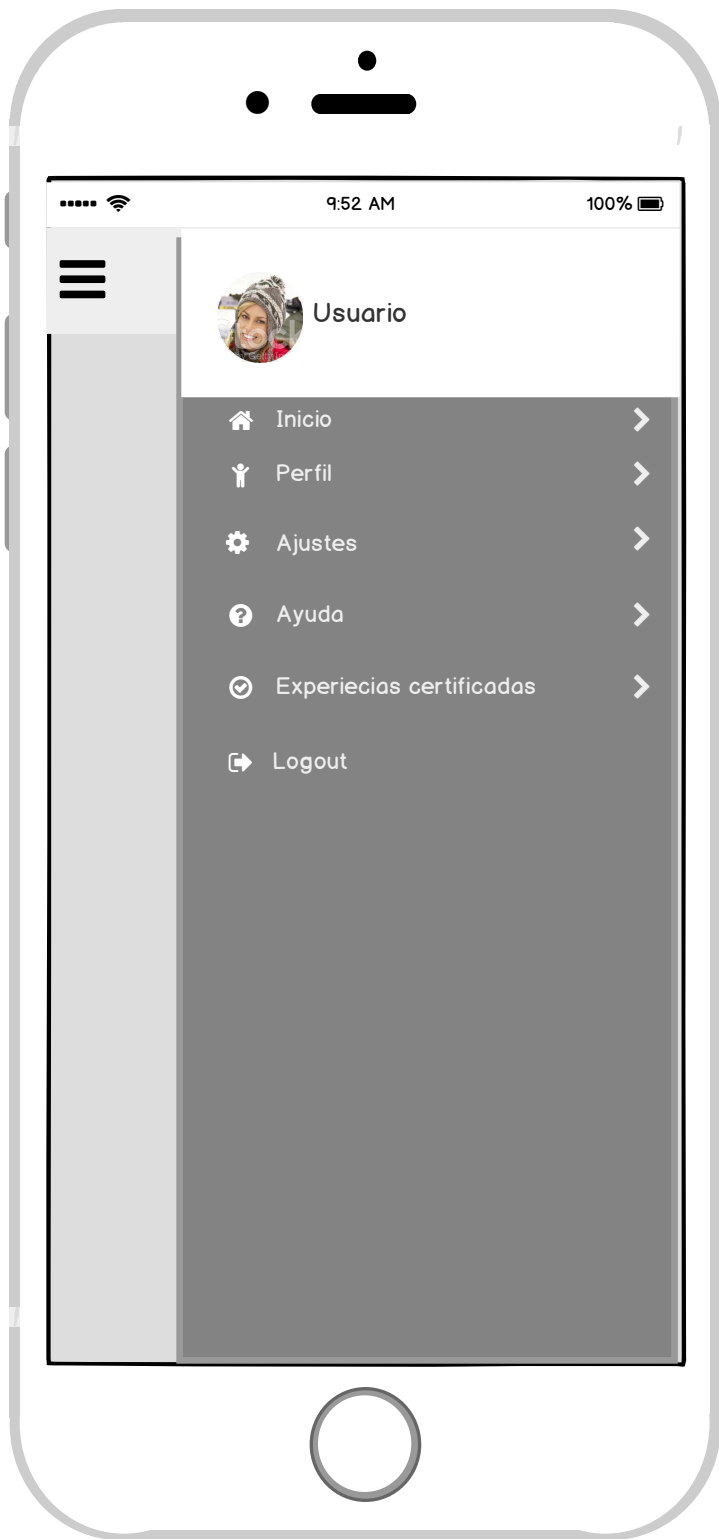 9:52 AM
100%
Usuario
Inicio
Perfil
Ajustes
Ayuda
Experiecias certificadas
Logout